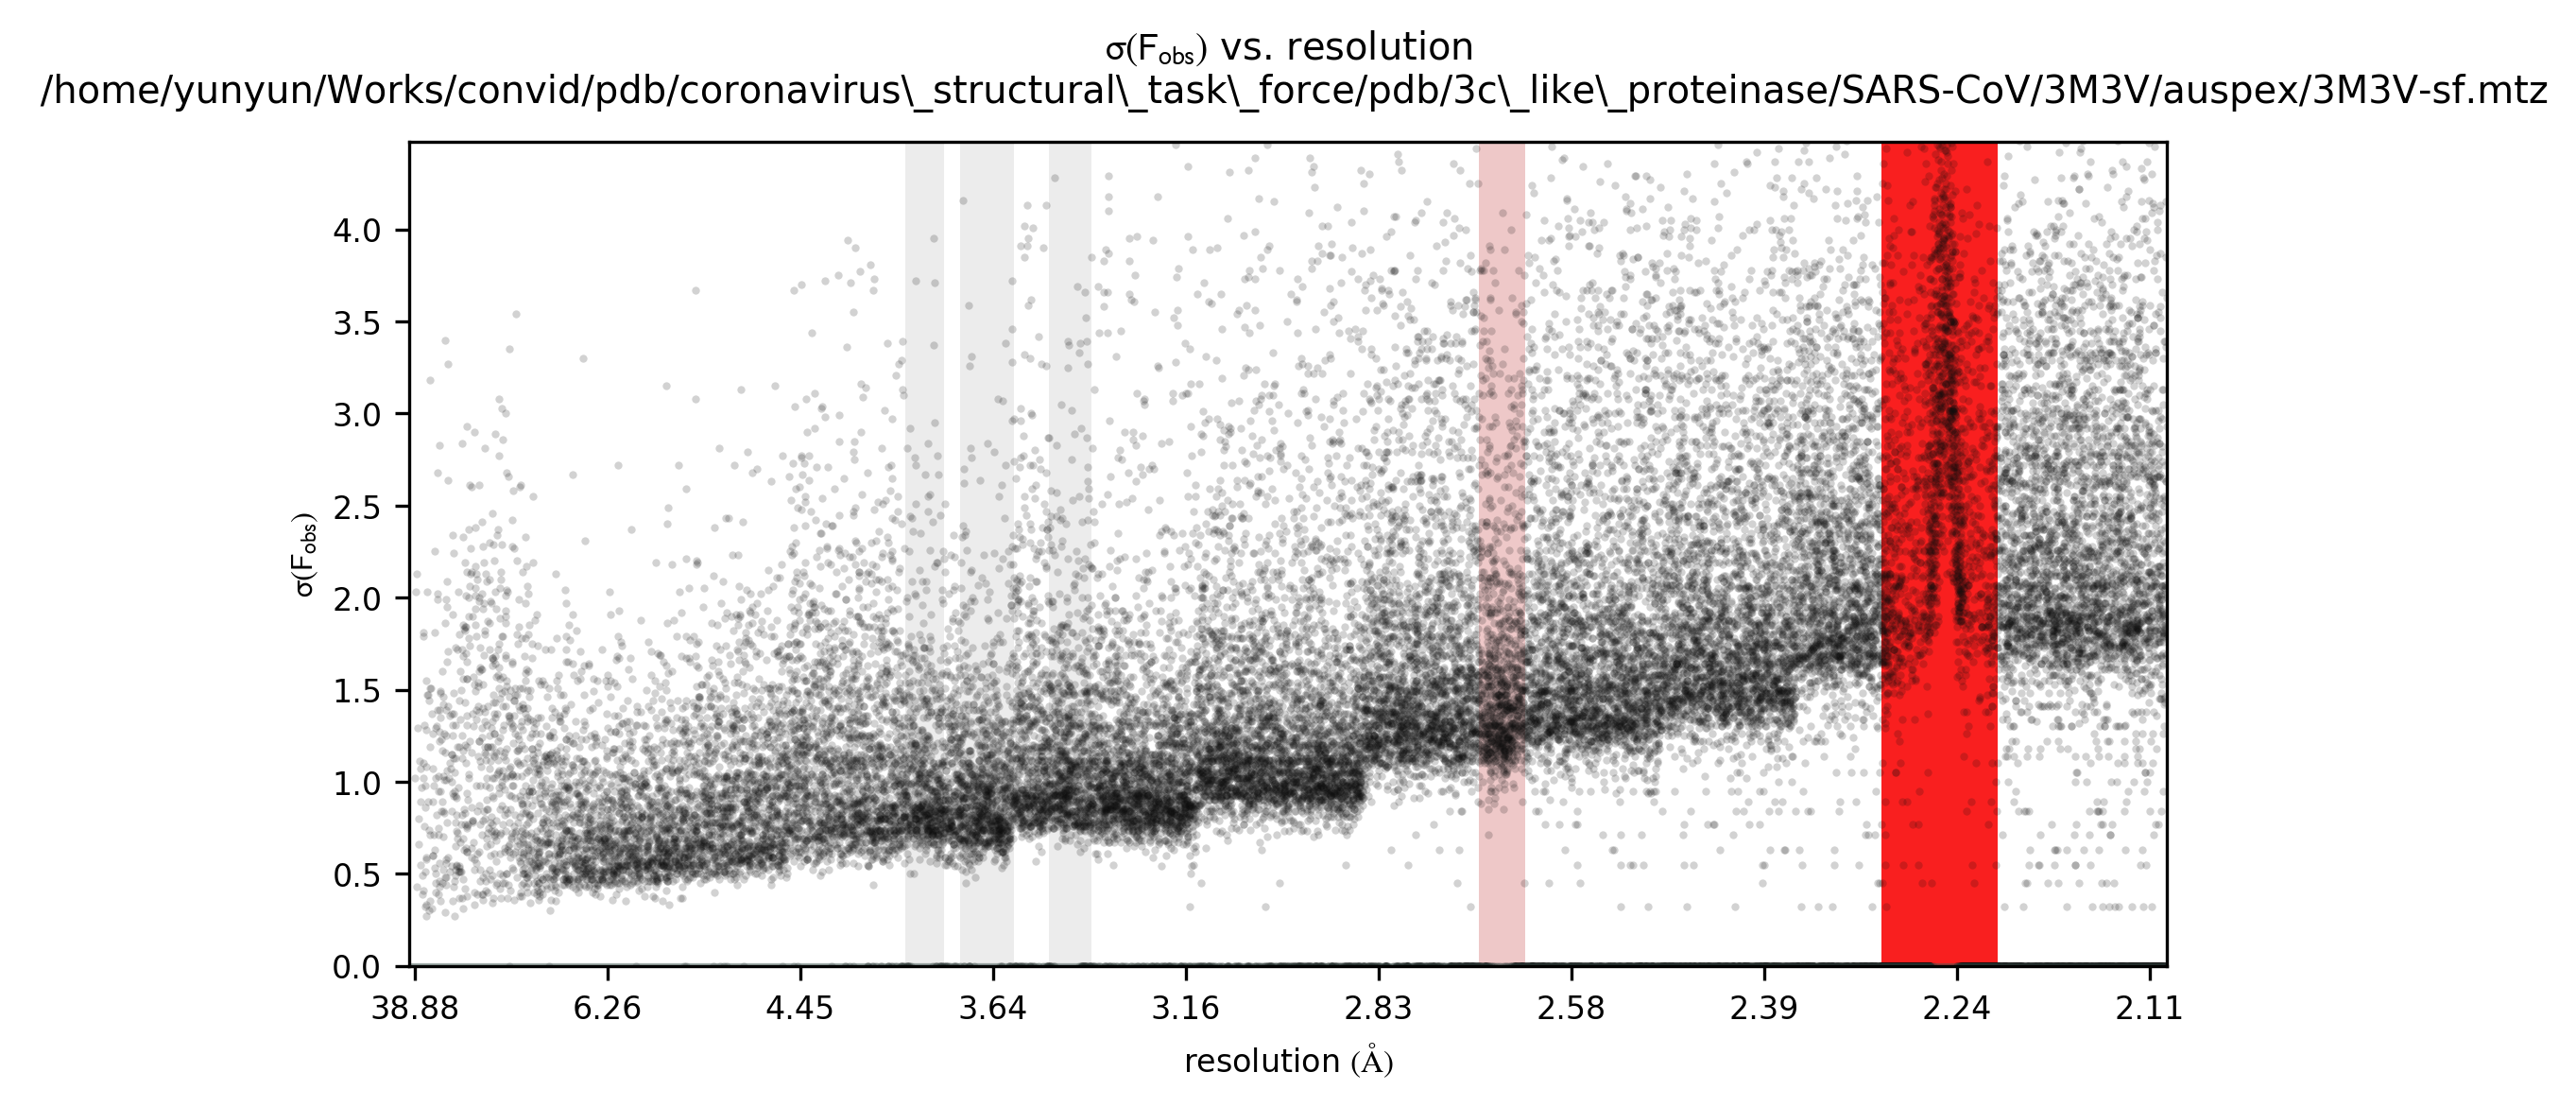 σ(Fobs) vs. resolution
/home/yunyun/Works/convid/pdb/coronavirus\_structural\_task\_force/pdb/3c\_like\_proteinase/SARS-CoV/3M3V/auspex/3M3V-sf.mtz
σ(Fobs)
4.0
3.5
3.0
2.5
2.0
1.5
1.0
0.5
0.0
38.88 6.26 4.45 3.64 3.16 2.83 2.58 2.39 2.24 2.11
resolution (Å)